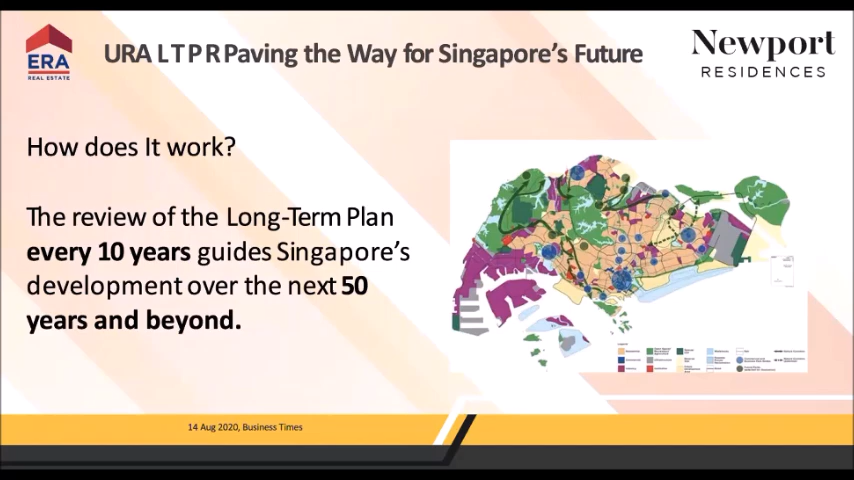 ERA
REAL ESTATE
URA L T P R Paving the Way for Singapore's Future
Newport
RESIDENCES
How does It work?
The review of the Long-Term Plan
every 10 years guides Singapore's
development over the next 50
years and beyond.
14 Aug 2020, Business Times